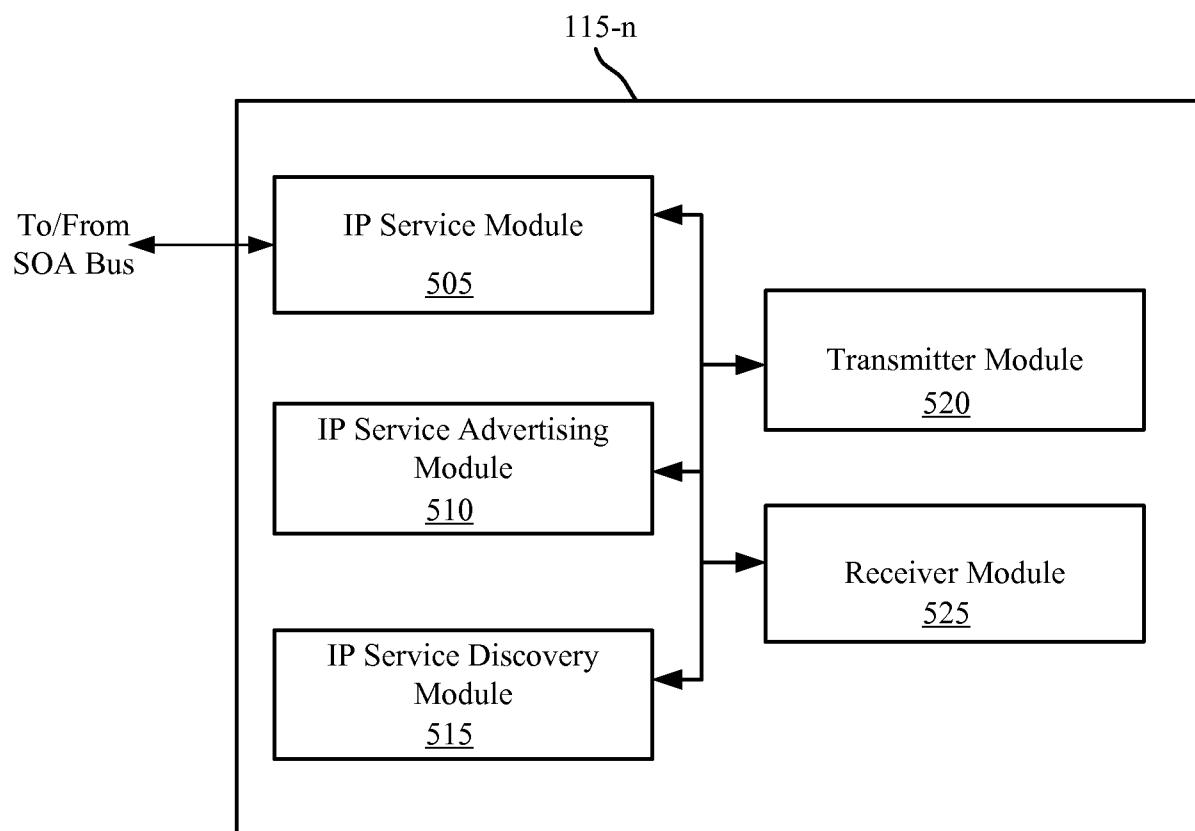 115-n
To/From
SOA Bus
IP Service Module
505
Transmitter Module
520
IP Service Advertising
Module
510
Receiver Module
525
IP Service Discovery
Module
515